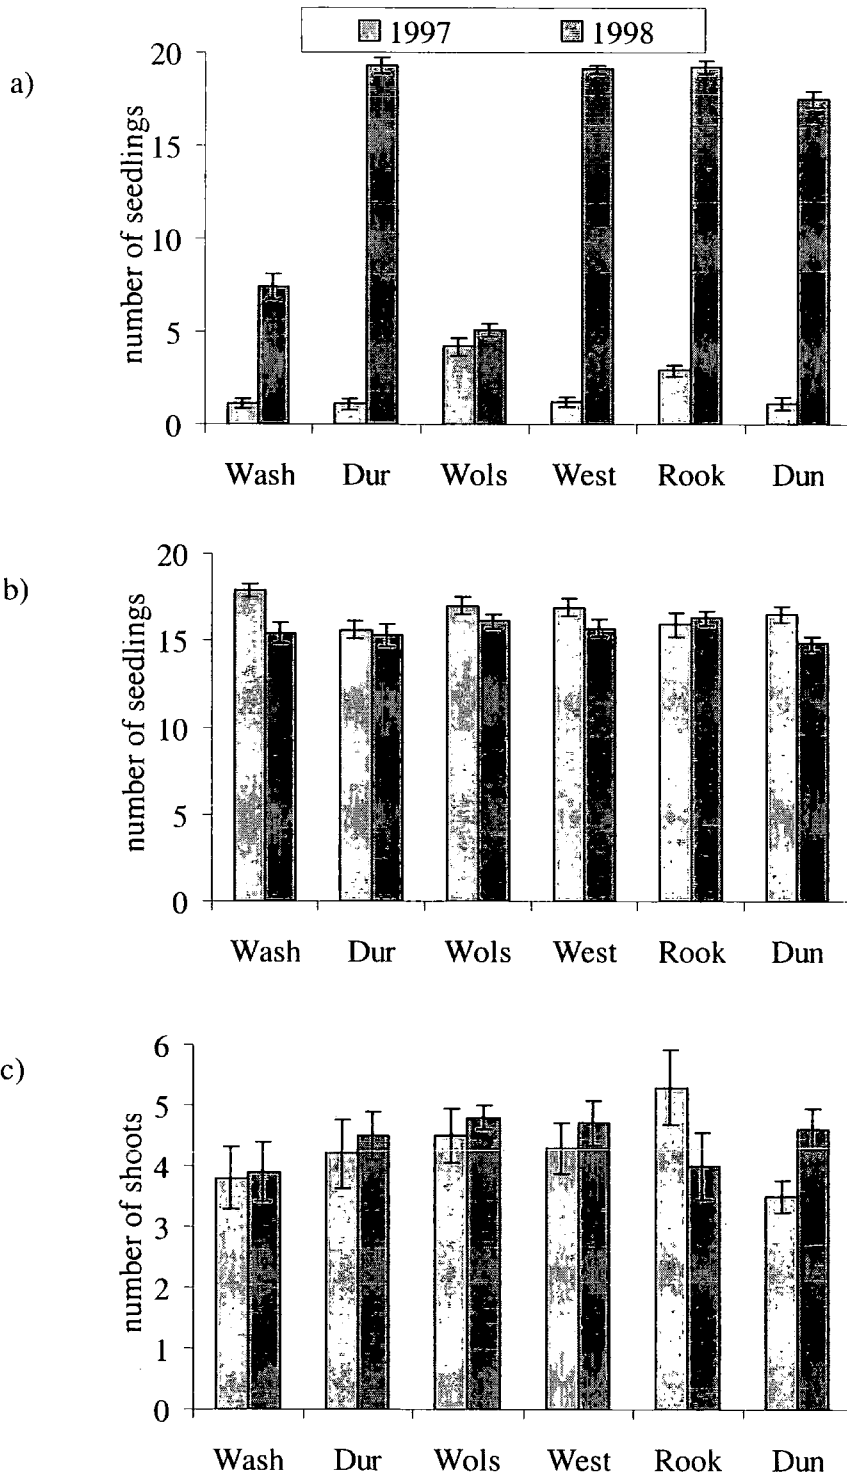 1997 1998
a)
number of seedlings
20
15
10
5
0
Wash Dur Wols West Rook Dun
b)
number of seedlings
20
15
10
5
0
Wash Dur Wols West Rook Dun
c)
number of shoots
6
5
4
3
2
1
0
Wash Dur Wols West Rook Dun